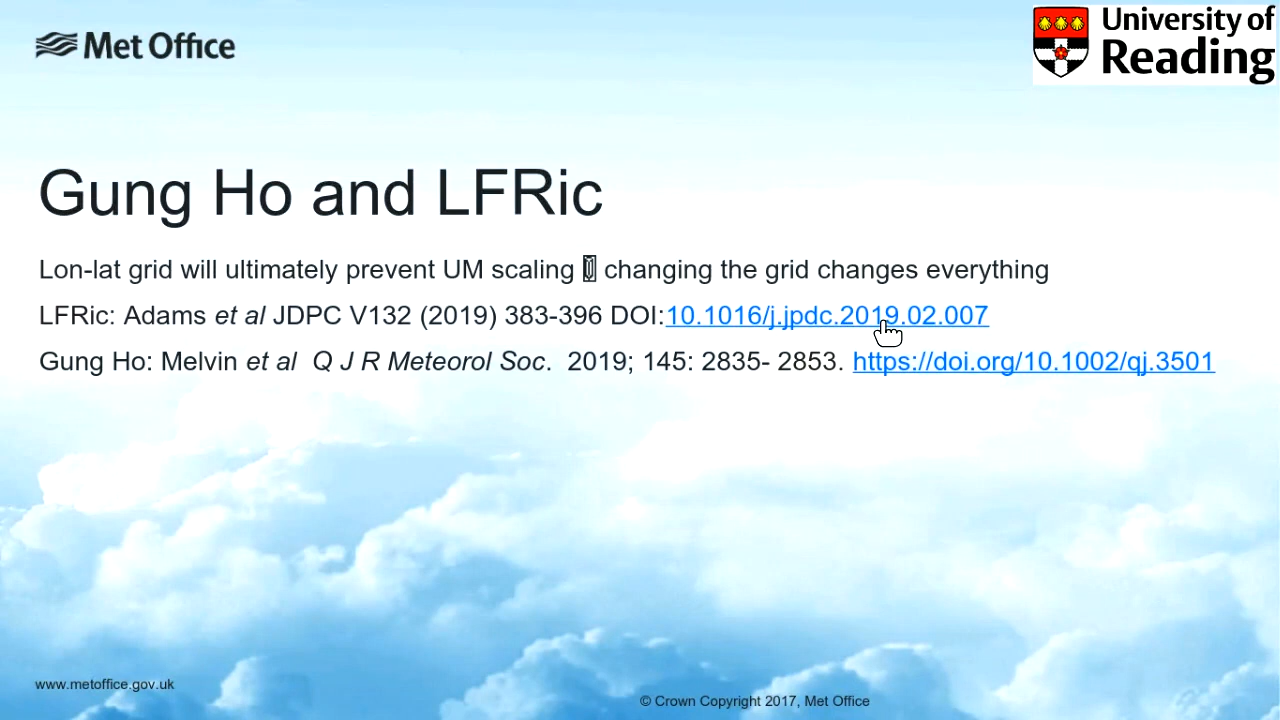 Met Office
University of
Reading
Gung Ho and LFRic
Lon-lat grid will ultimately prevent UM scaling changing the grid changes everything
LFRic: Adams et al JDPC V132 (2019) 383-396 DOI:10.1016/j.jpdc.2019.02.007
Gung Ho: Melvin et al Q J R Meteorol Soc. 2019; 145: 2835- 2853. https://doi.org/10.1002/qj.3501
www.metoffice.gov.uk
© Crown Copyright 2017, Met Office